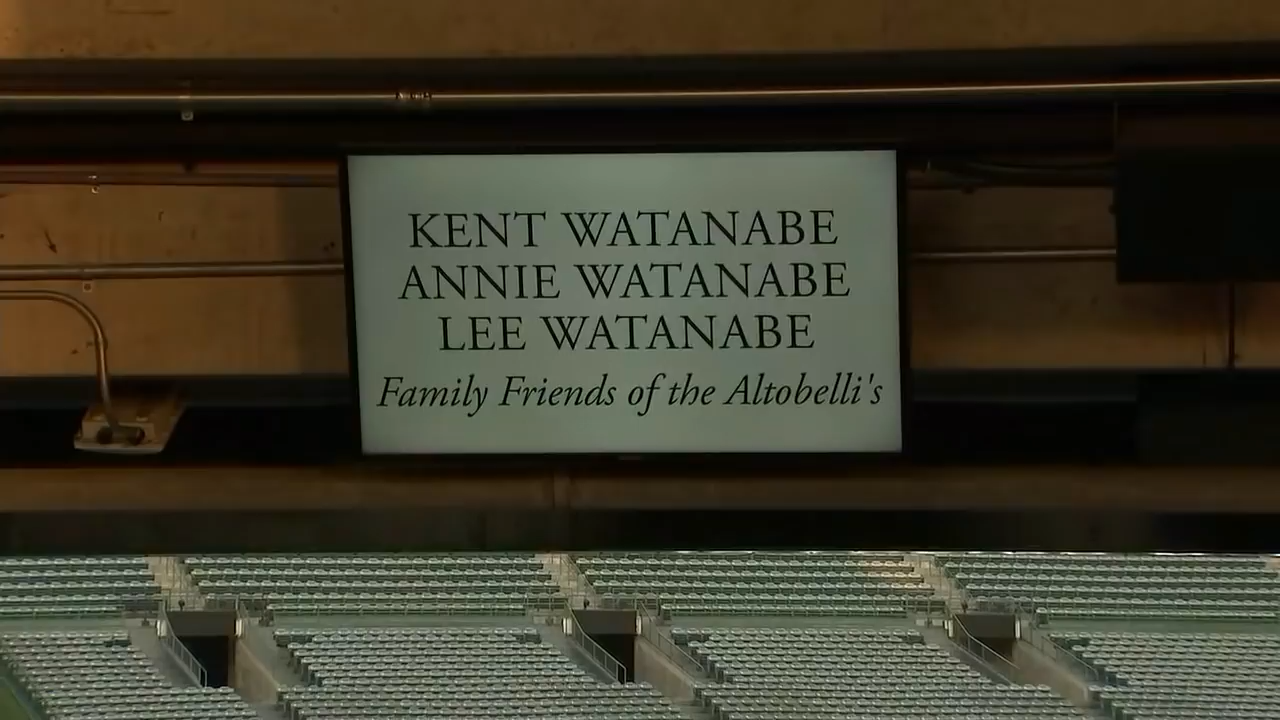 KENT WATANABE
ANNIE WATANABE
LEE WATANABE
Family Friends of the Altobelli's